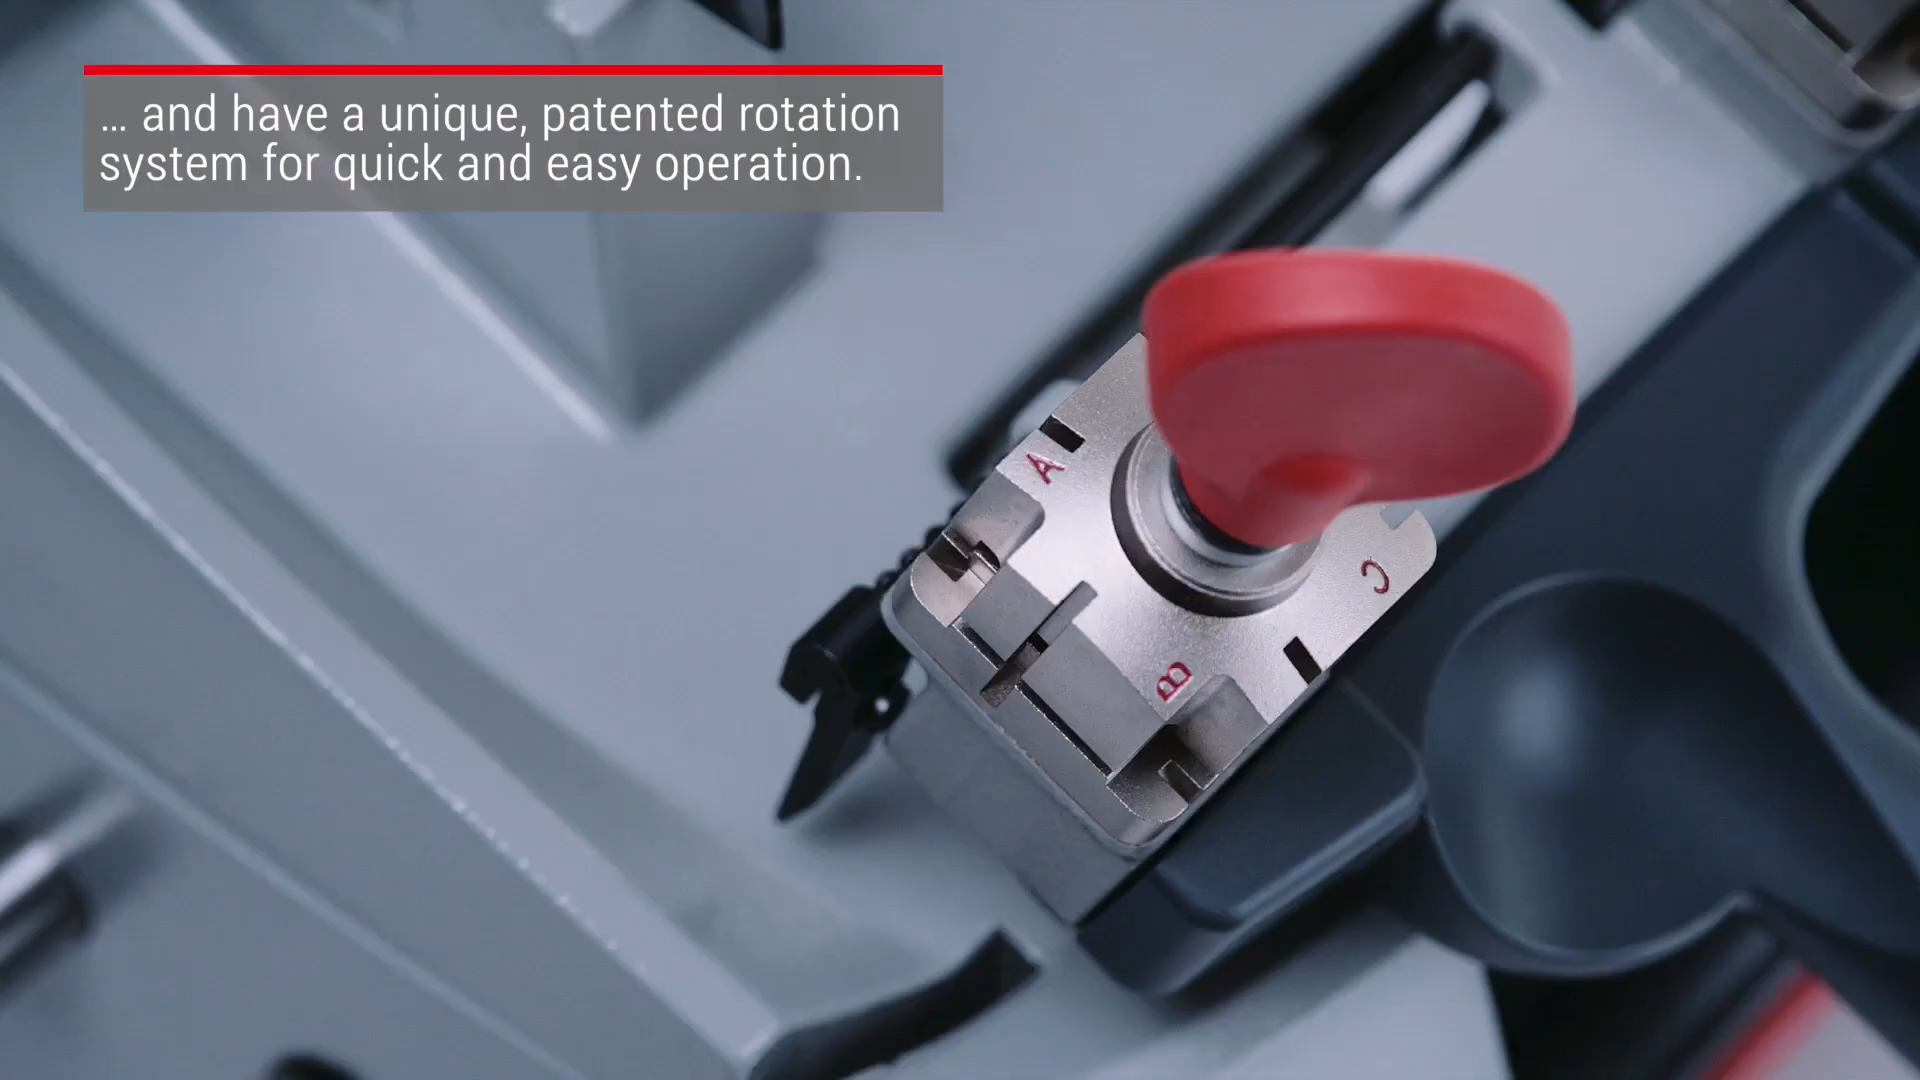 ... and have a unique, patented rotation
system for quick and easy operation.
A
C
B